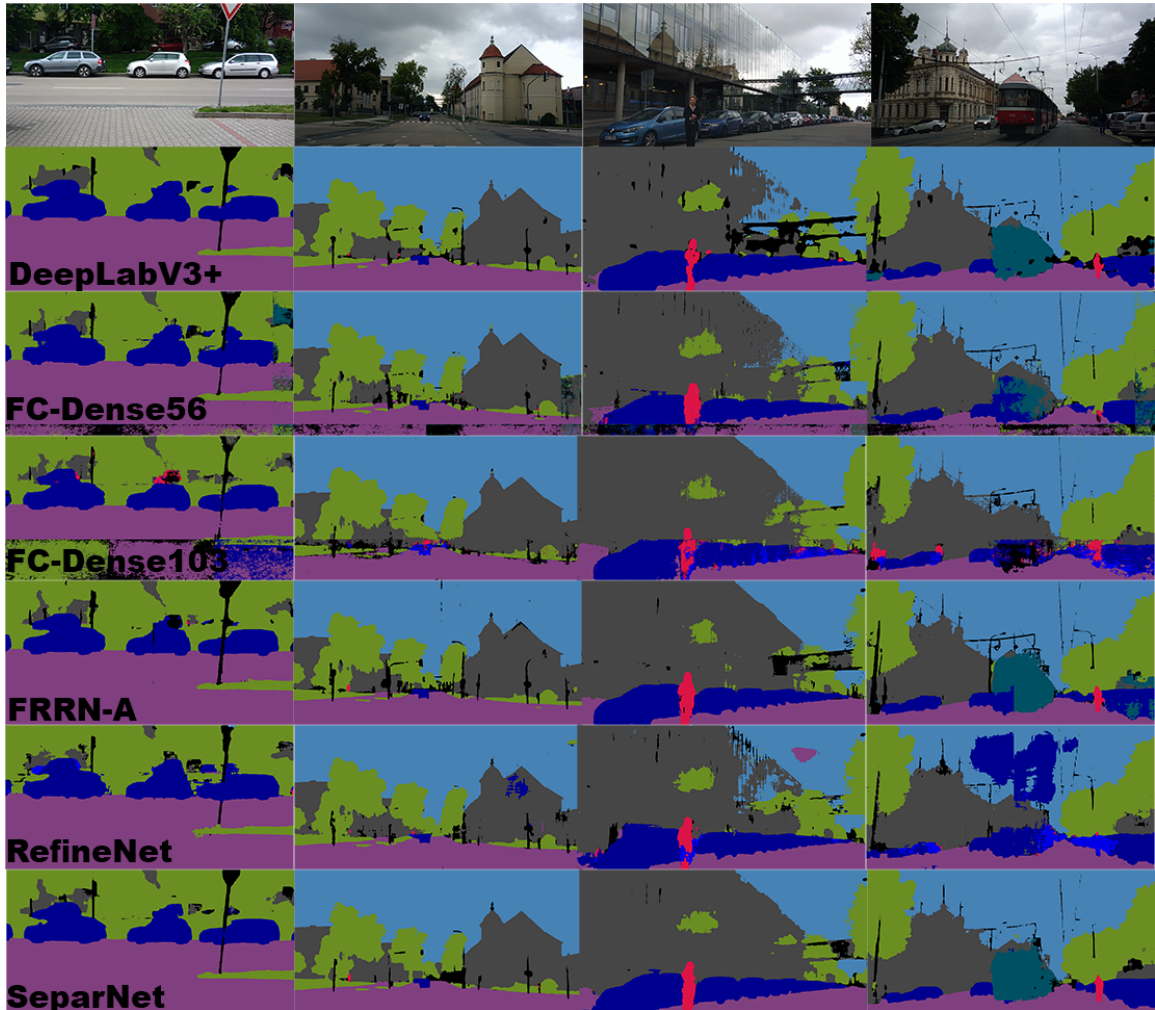 DeepLabV3+
FC-Dense56
FC-Dense103
FRRN-A
RefineNet
SeparNet